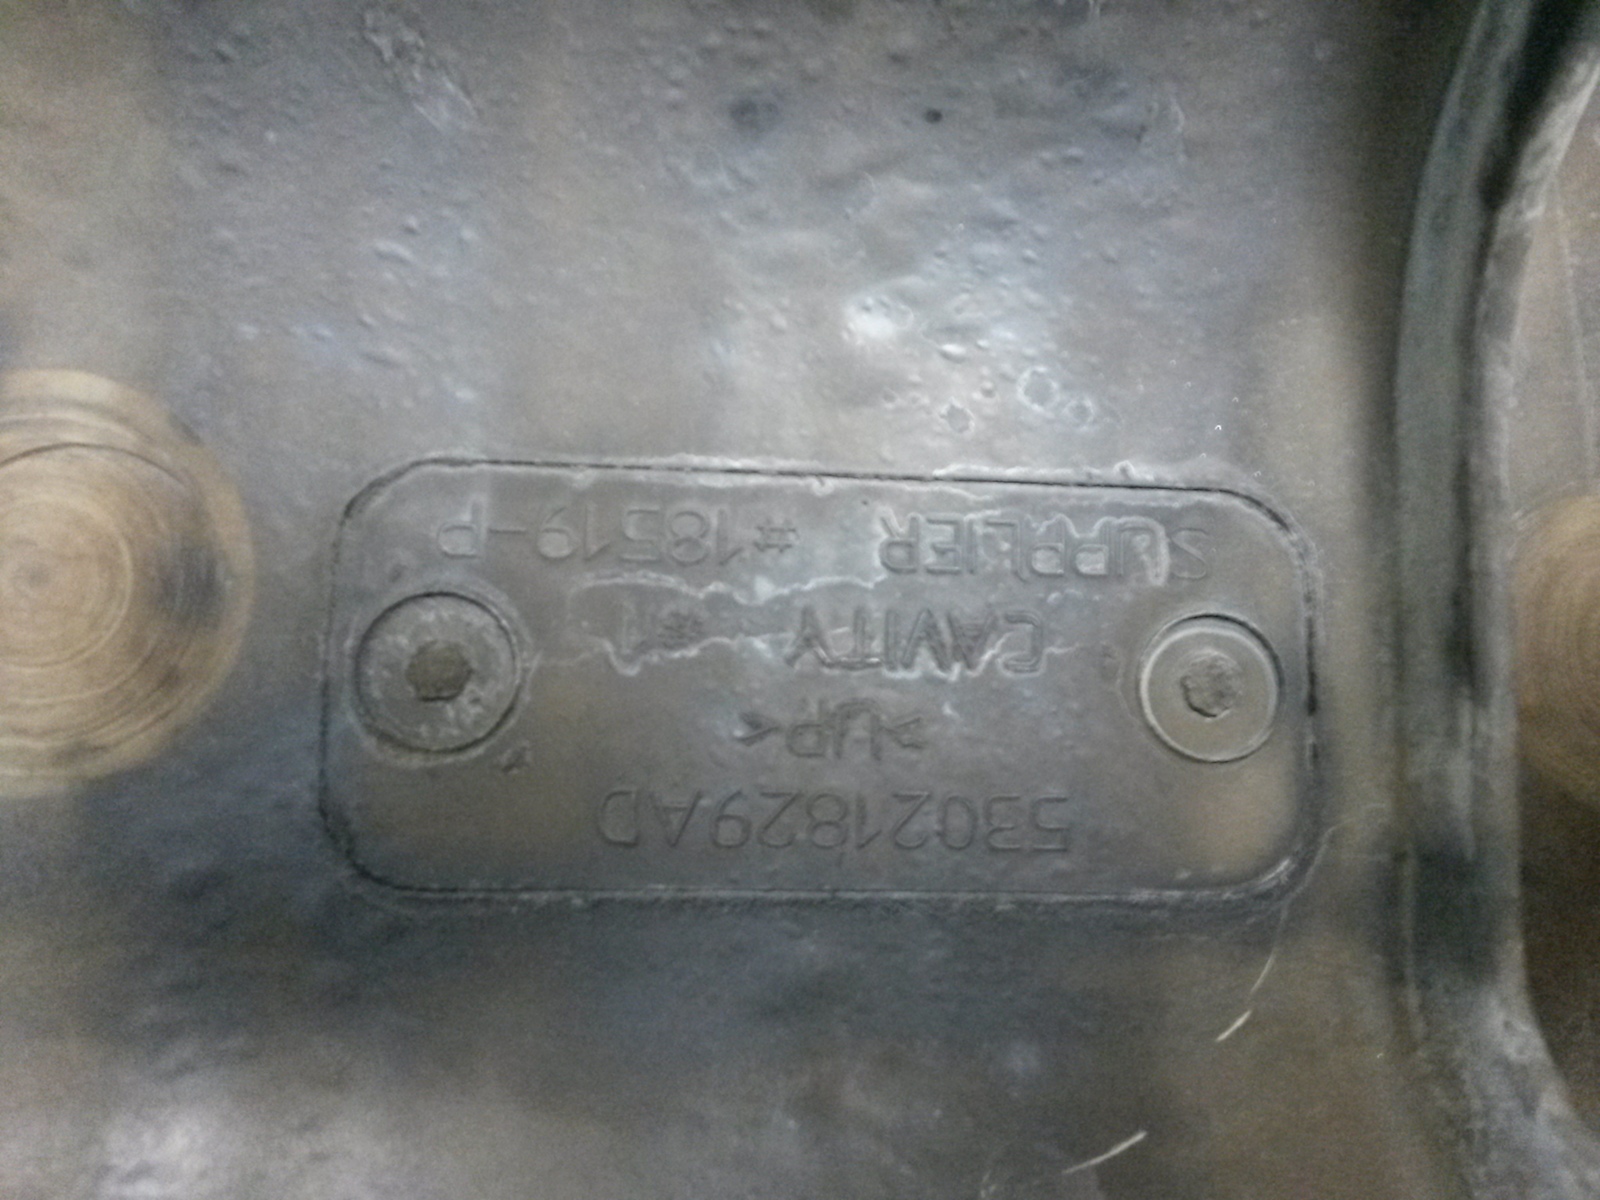 53021829AD
>UP<
CAVITY #1
SUPPLIER #18519-P